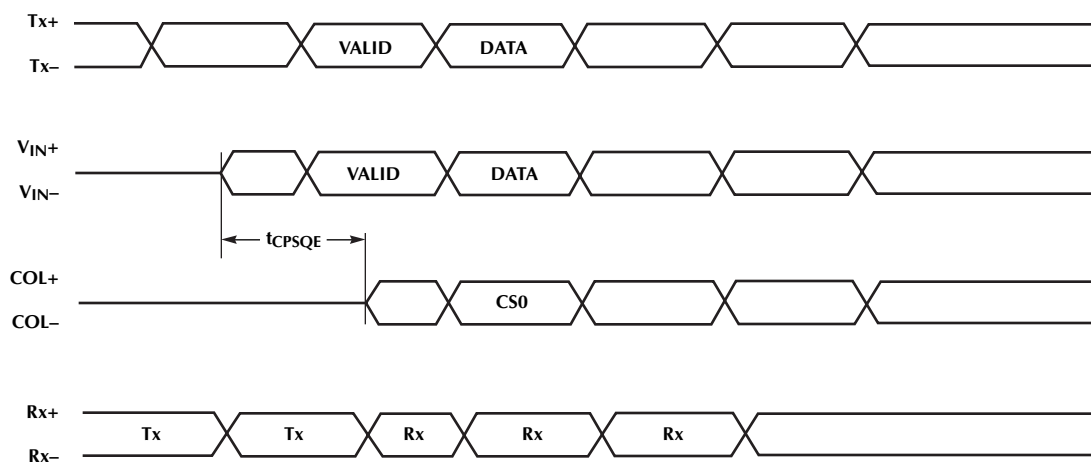 Tx+
VALID DATA
Tx–
VIN+
VALID DATA
VIN–
tCPSQE
COL+
CS0
COL–
Rx+
Tx Tx Rx Rx Rx
Rx–